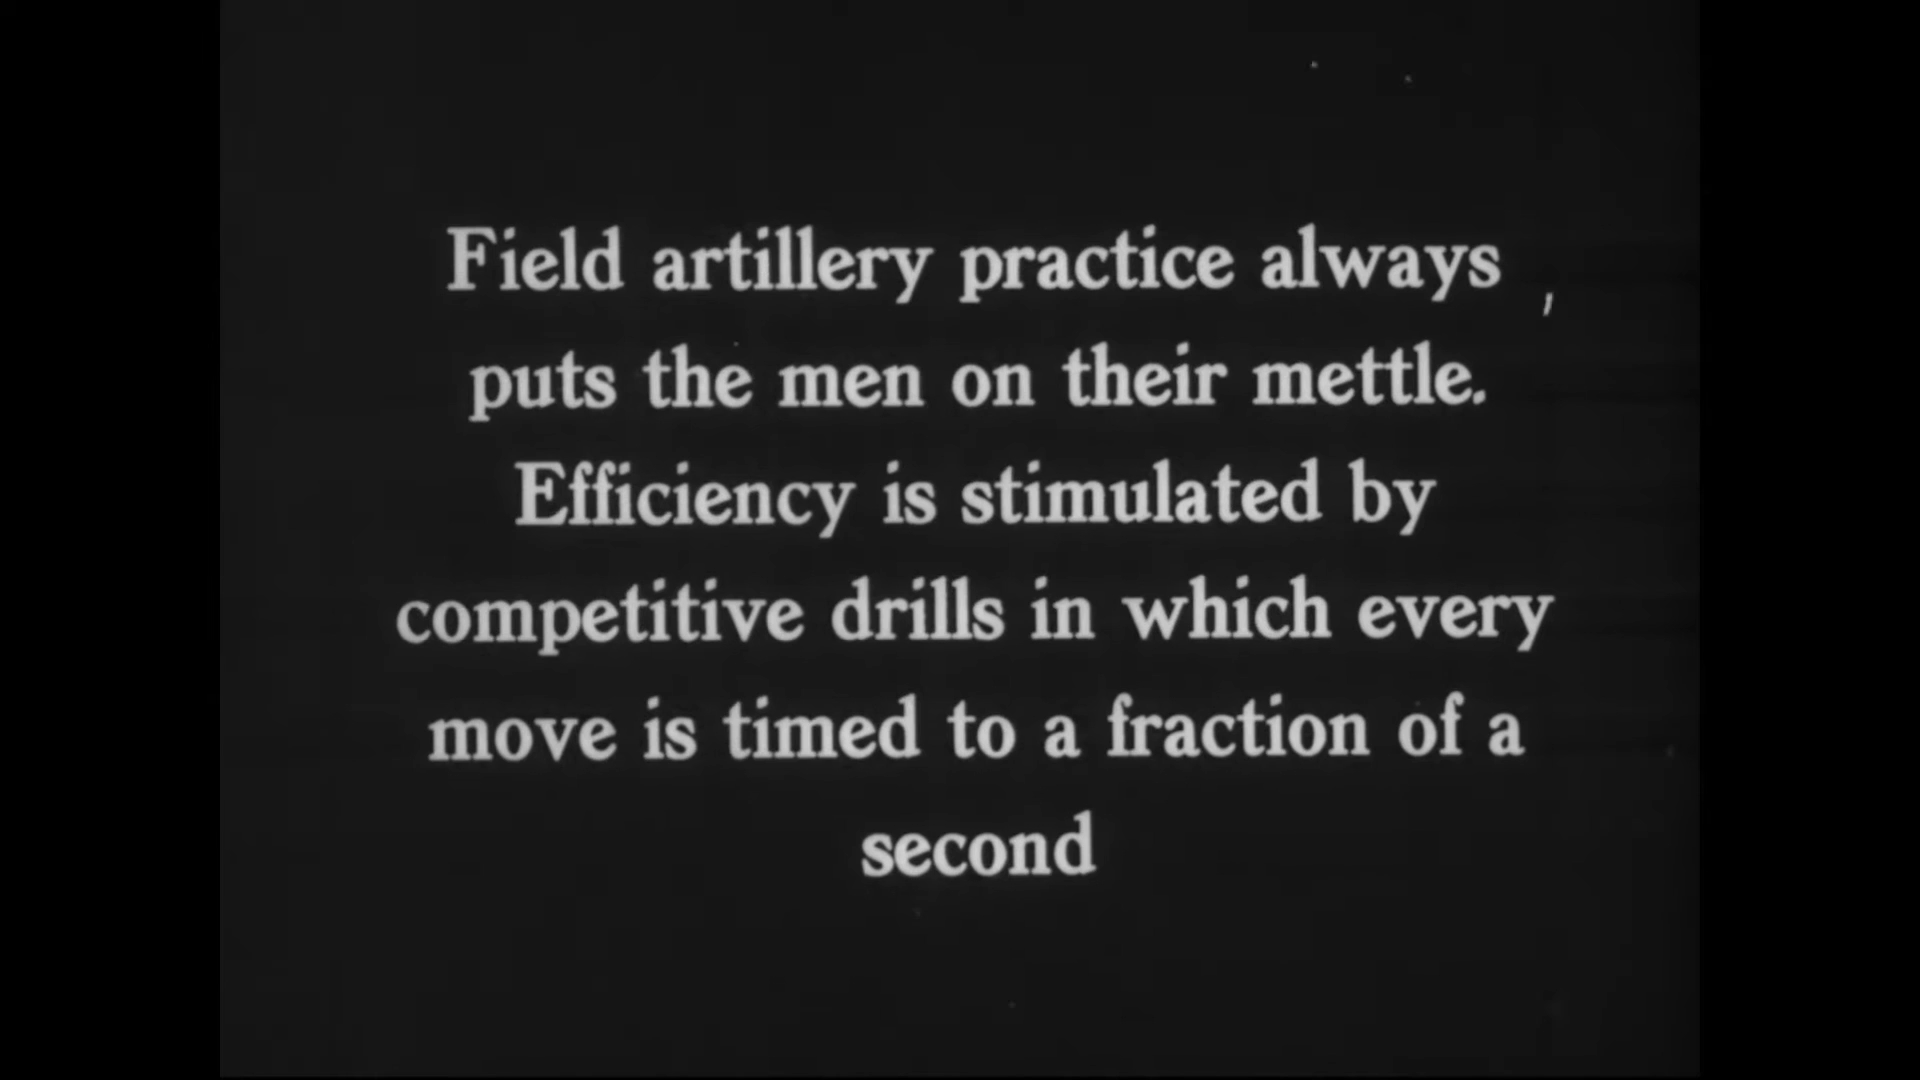 Field artillery practice always
puts the men on their mettle.
Efficiency is stimulated by
competitive drills in which every
move is timed to a fraction of a
second